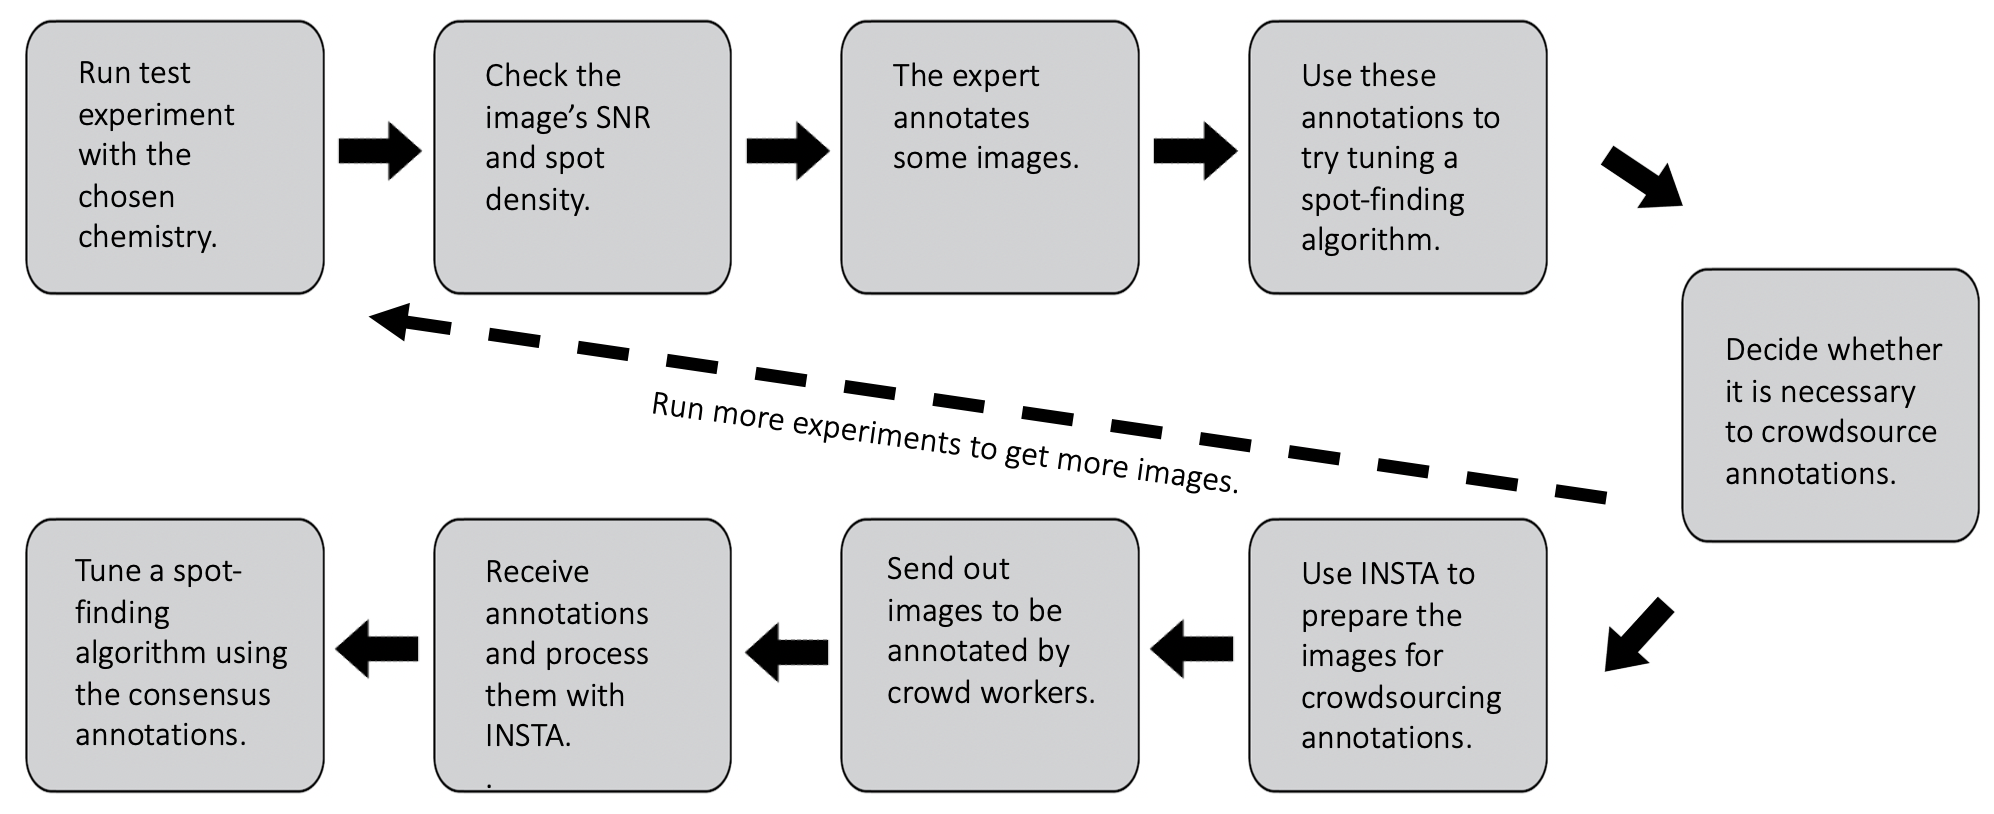 Run test
experiment
with the
chosen
chemistry.
Check the
image’s SNR
and spot
density.
The expert
annotates
some images.
Use these
annotations to
try tuning a
spot-finding
algorithm.
Decide whether
it is necessary
to crowdsource
annotations.
Run more experiments to get more images.
Use INSTA to
prepare the
images for
crowdsourcing
annotations.
Send out
images to be
annotated by
crowd workers.
Receive
annotations
and process
them with
INSTA.
.
Tune a spot-
finding
algorithm using
the consensus
annotations.